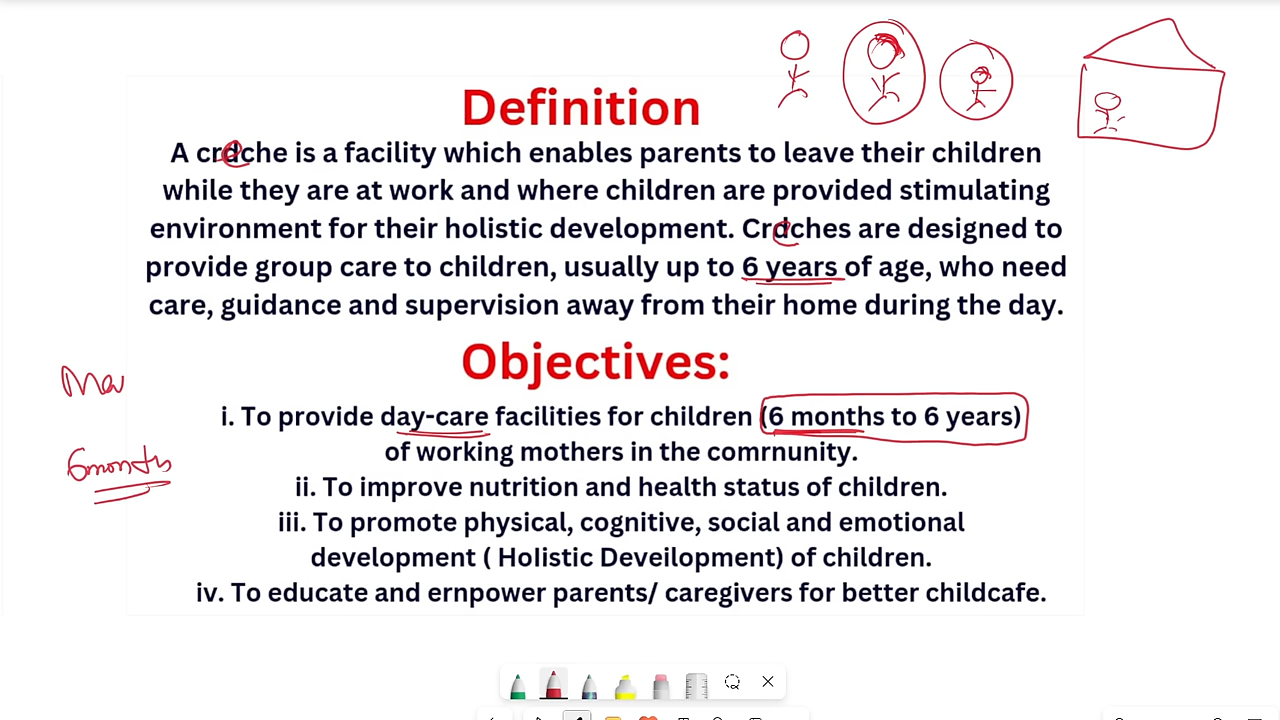 Definition
A crdche is a facility which enables parents to leave their children
while they are at work and where children are provided stimulating
environment for their holistic development. Crdches are designed to
provide group care to children, usually up to 6 years of age, who need
care, guidance and supervision away from their home during the day.
Objectives:
i. To provide day-care facilities for children (6 months to 6 years)
of working mothers in the comrnunity.
ii. To improve nutrition and health status of children.
iii. To promote physical, cognitive, social and emotional
development ( Holistic Deveilopment) of children.
iv. To educate and ernpower parents/ caregivers for better childcafe.
6months